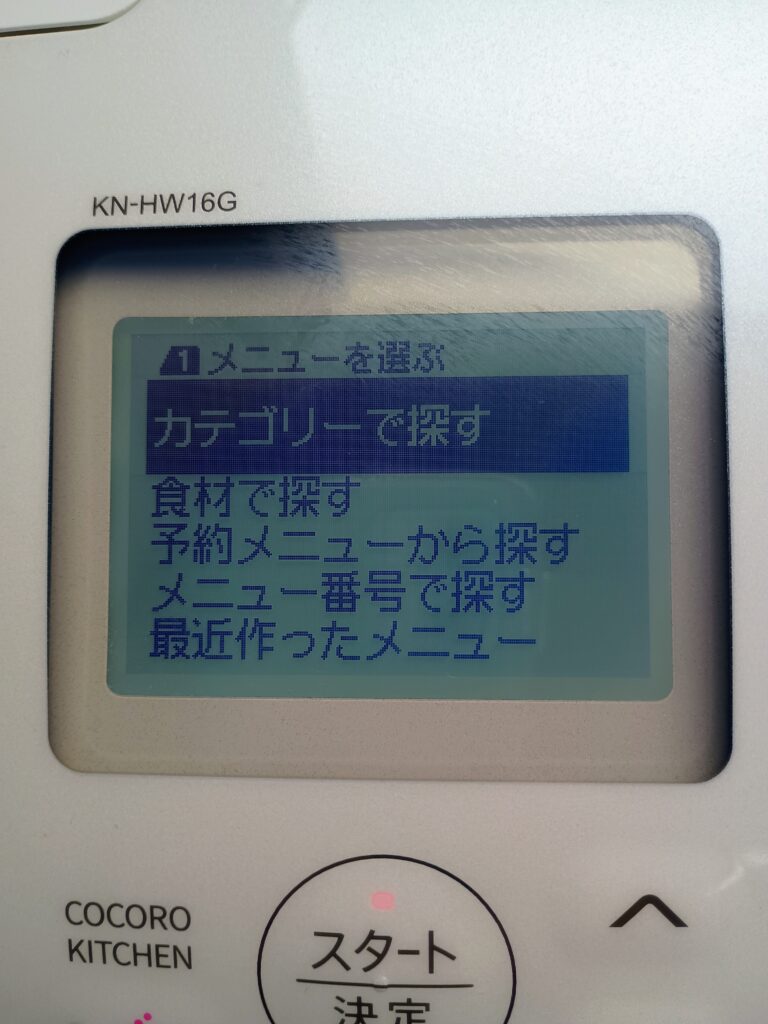 KN-HW16G
1 メニューを選ぶ
カテゴリーで探す
食材で探す
予約メニューから探す
メニュー番号で探す
最近作ったメニュー
COCORO
KITCHEN
スタート
決定